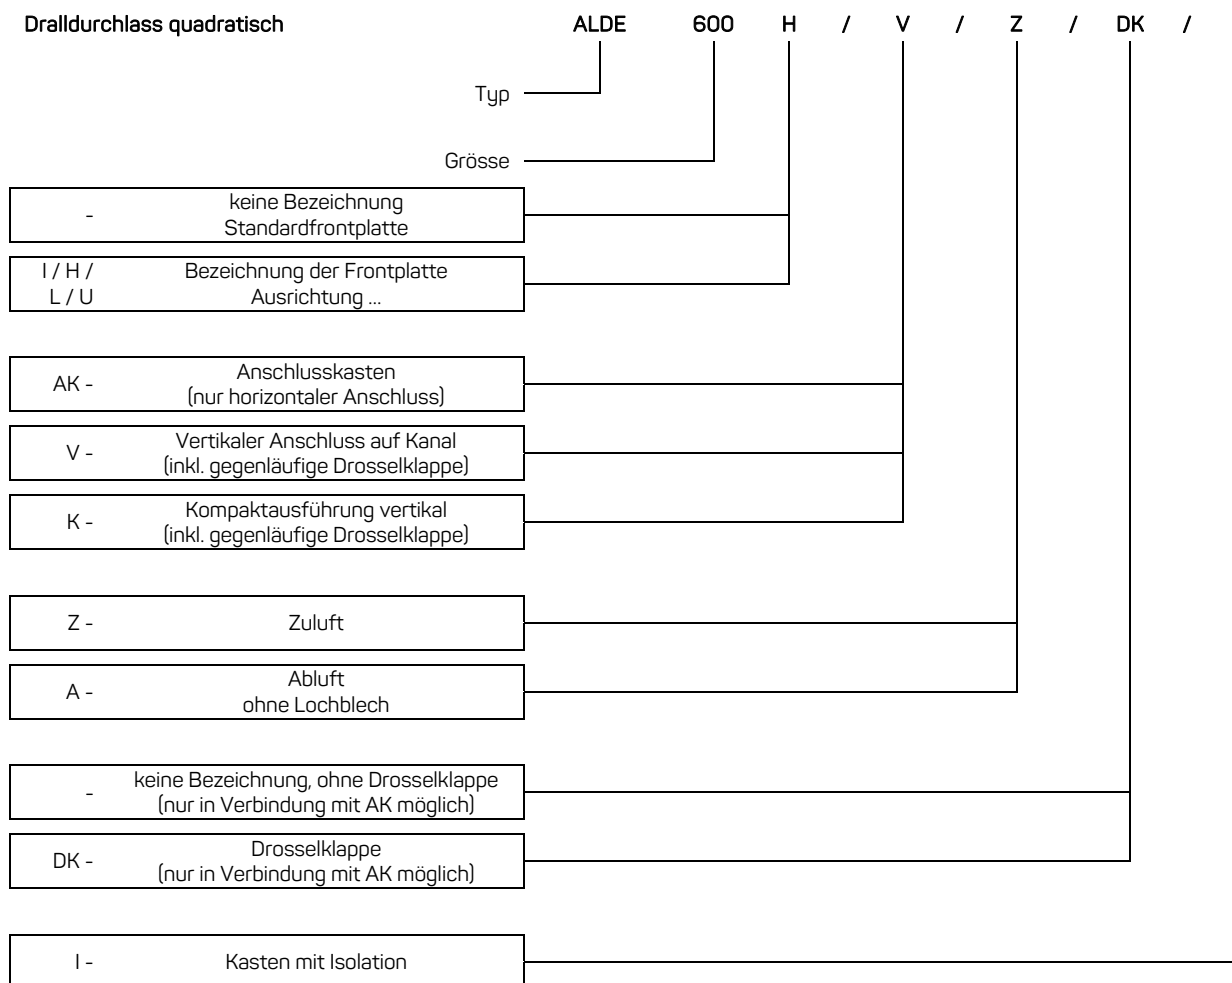 Dralldurchlass quadratisch ALDE 600 H / V / Z / DK /
Typ
Grösse
- keine Bezeichnung
Standardfrontplatte
I / H / Bezeichnung der Frontplatte
L / U Ausrichtung ...
AK - Anschlusskasten
(nur horizontaler Anschluss)
V - Vertikaler Anschluss auf Kanal
(inkl. gegenläufige Drosselklappe)
K - Kompaktausführung vertikal
(inkl. gegenläufige Drosselklappe)
Z - Zuluft
A - Abluft
ohne Lochblech
- keine Bezeichnung, ohne Drosselklappe
(nur in Verbindung mit AK möglich)
DK - Drosselklappe
(nur in Verbindung mit AK möglich)
I - Kasten mit Isolation